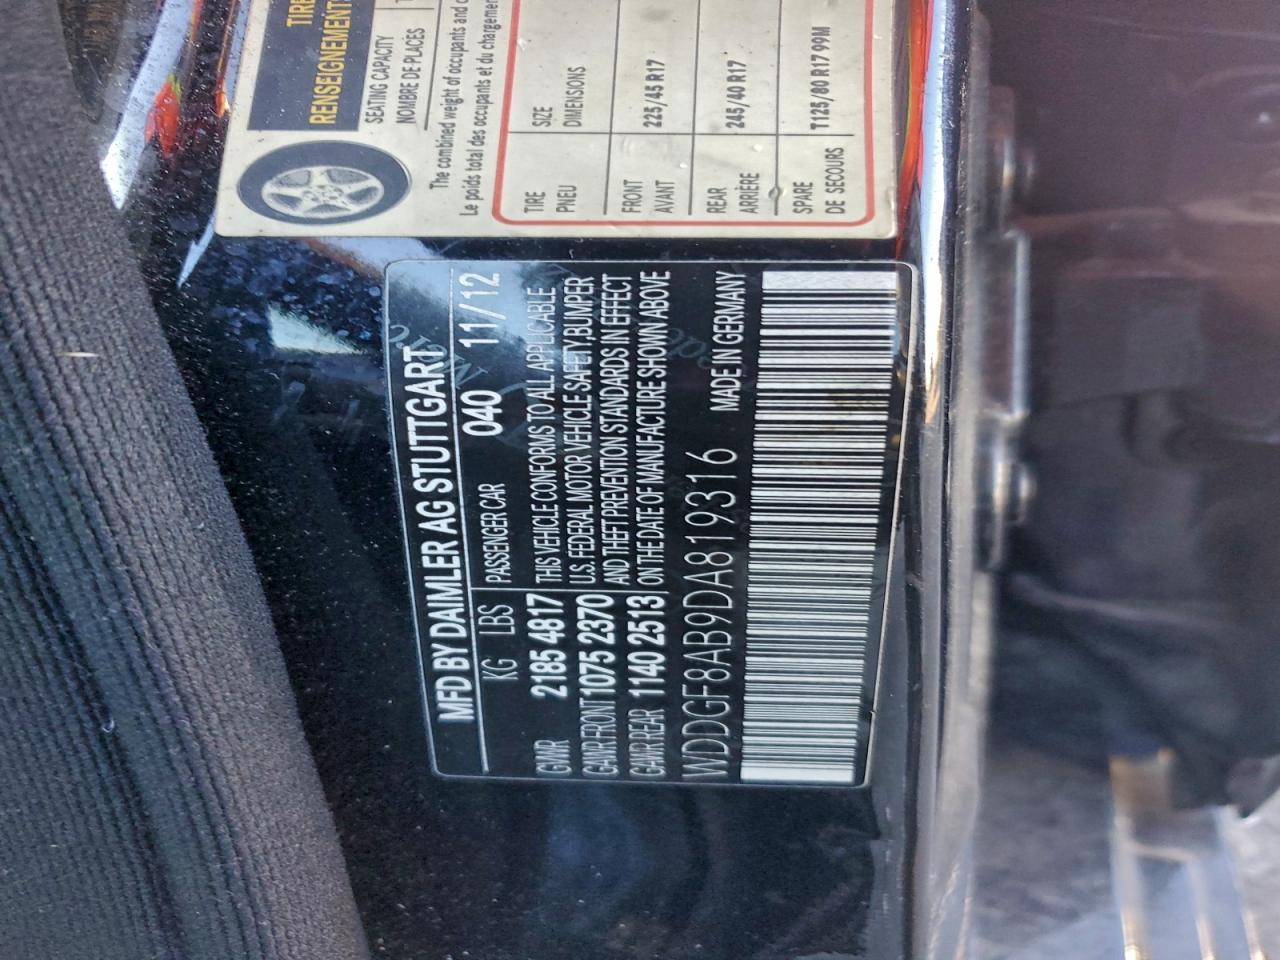 TIRE
RENSEIGNEMENT
SEATING CAPACITY
NOMBRE DE PLACES
The combined weight of occupants and
Le poids total des occupants et du chargement
TIRE SIZE
PNEU DIMENSIONS
FRONT 225/45 R17
AVANT
REAR 245/40 R17
ARRIÈRE
SPARE T125/80 R17 99M
DE SECOURS
MFD BY DAIMLER AG STUTTGART
KG LBS PASSENGER CAR 040 11/12
GVWR 2185 4817 THIS VEHICLE CONFORMS TO ALL APPLICABLE
GAWR FRONT 1075 2370 U.S. FEDERAL MOTOR VEHICLE SAFETY, BUMPER
GAWR REAR 1140 2513 AND THEFT PREVENTION STANDARDS IN EFFECT
ON THE DATE OF MANUFACTURE SHOWN ABOVE
WDDGF8AB9DA819316 MADE IN GERMANY